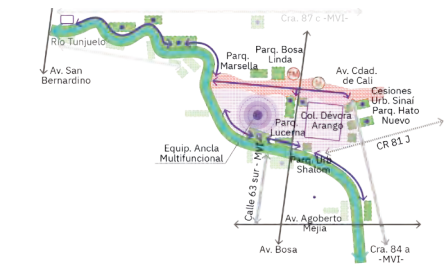 Cra. 87 c -MVI-
Río Tunjuelo
Av. San
Bernardino
Parq.
Marsella
Parq. Bosa
Linda
Av. Cdad.
de Cali
Cesiones
Urb. Sinaí
Parq. Hato
Nuevo
Col. Dévora
Arango
Parq.
Lucerna
CR 81 J
Equip. Ancla
Multifuncional
Parq. Urb
Shalom
Calle 63 sur - MVI-
Av. Agoberto
Mejia
Av. Bosa
Cra. 84 a
-MVI-